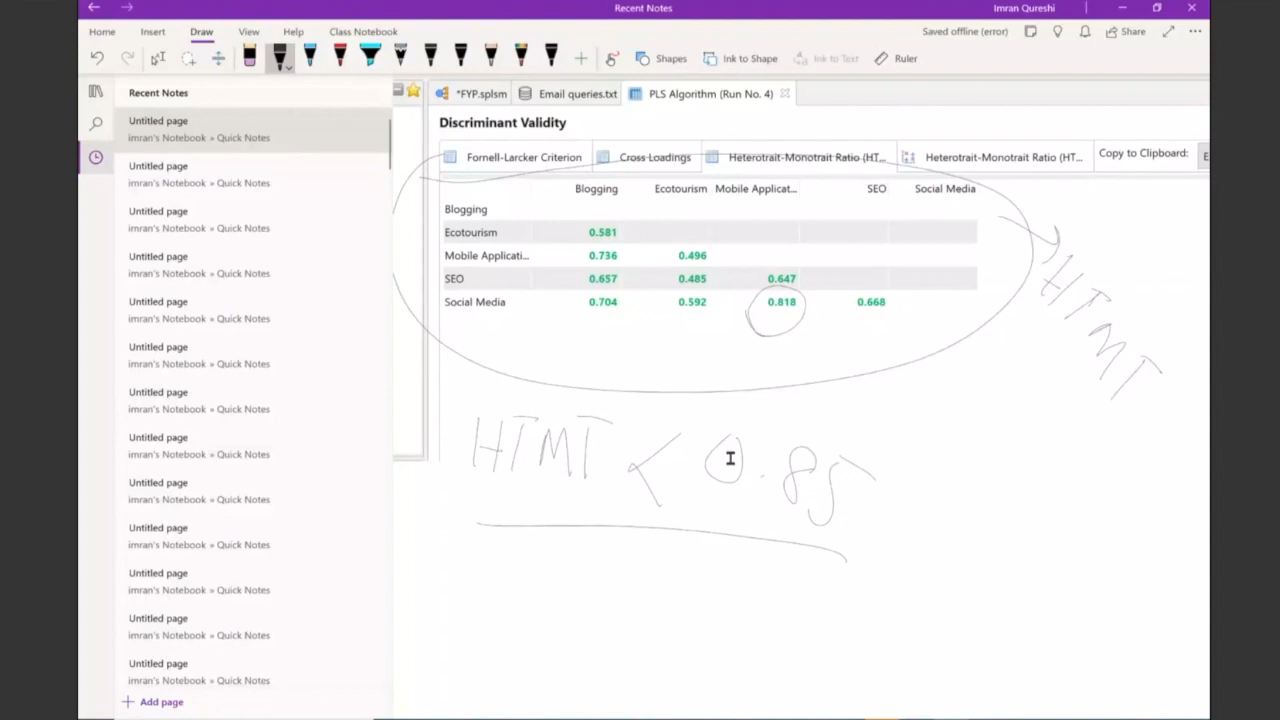 Recent Notes
Imran Qureshi
Home Insert Draw View Help Class Notebook
Saved offline (error) Share
Shapes Ink to Shape Ink to Text Ruler
Recent Notes
Untitled page
imran's Notebook » Quick Notes
Untitled page
imran's Notebook » Quick Notes
Untitled page
imran's Notebook » Quick Notes
Untitled page
imran's Notebook » Quick Notes
Untitled page
imran's Notebook » Quick Notes
Untitled page
imran's Notebook » Quick Notes
Untitled page
imran's Notebook » Quick Notes
Untitled page
imran's Notebook » Quick Notes
Untitled page
imran's Notebook » Quick Notes
Untitled page
imran's Notebook » Quick Notes
Untitled page
imran's Notebook » Quick Notes
Untitled page
imran's Notebook » Quick Notes
Untitled page
imran's Notebook » Quick Notes
Add page
*FYP.splsm Email queries.txt PLS Algorithm (Run No. 4)
Discriminant Validity
Fornell-Larcker Criterion Cross Loadings Heterotrait-Monotrait Ratio (HT... Heterotrait-Monotrait Ratio (HT... Copy to Clipboard: E
Blogging Ecotourism Mobile Applicat... SEO Social Media
Blogging
Ecotourism 0.581
Mobile Applicati... 0.736 0.496
SEO 0.657 0.485 0.647
Social Media 0.704 0.592 0.818 0.668
HTMT
HTMT < 0.85